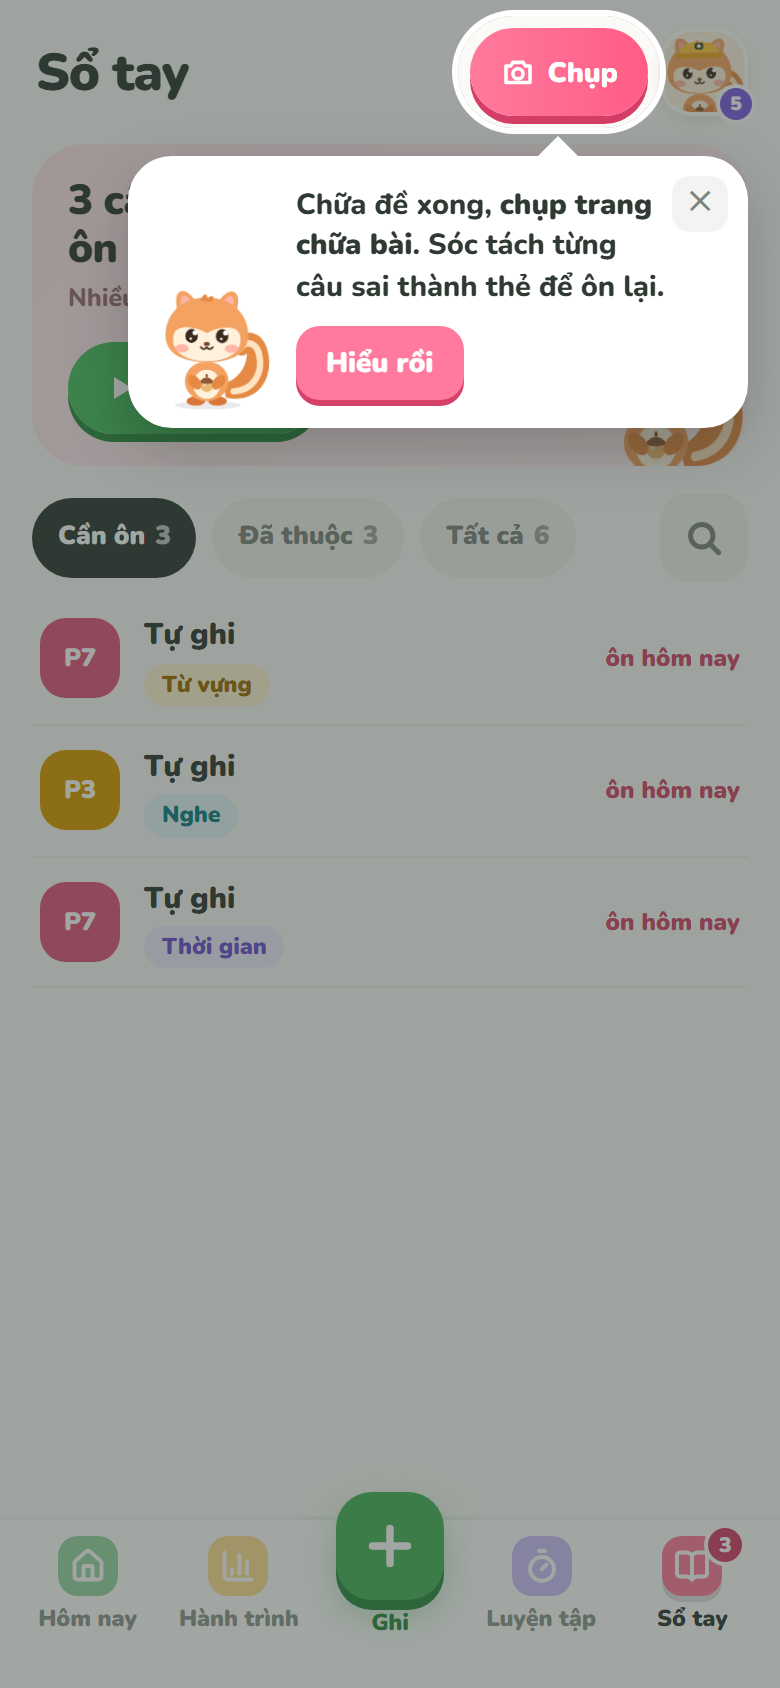 Sổ tay
Chụp
5
Chữa đề xong, chụp trang
chữa bài. Sóc tách từng
câu sai thành thẻ để ôn lại.
Hiểu rồi
3
ôn
Cần ôn 3
Đã thuộc 3
Tất cả 6
P7
Tự ghi
Từ vựng
ôn hôm nay
P3
Tự ghi
Nghe
ôn hôm nay
P7
Tự ghi
Thời gian
ôn hôm nay
3
Hôm nay
Hành trình
Ghi
Luyện tập
Sổ tay